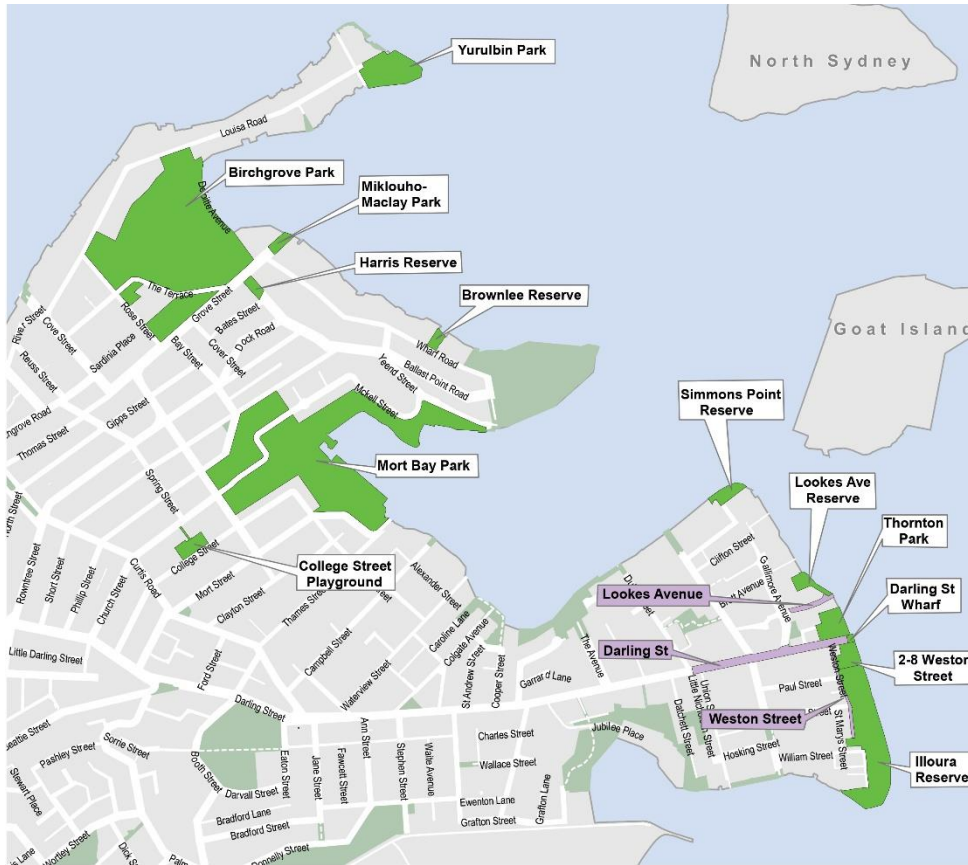 Yurulbin Park
North Sydney
Louisa Road
Birchgrove Park
Miklouho-
Maclay Park
Harris Reserve
Brownlee Reserve
Goat Island
The Terrace
Grove Street
Rose Street
Bates Street
Dock Road
Cover Street
Bay Street
Sardinia Place
Cove Street
Reuss Street
Wharf Road
Ballast Point Road
Yeend Street
Mckell Street
Gipps Street
Thomas Street
Simmons Point
Reserve
Mort Bay Park
Lookes Ave
Reserve
Spring Street
Thornton
Park
College Street
College Street
Playground
Clifton Street
Gallimore Avenue
Lookes Avenue
Darling St
Wharf
Rowntree Street
Short Street
Phillip Street
Church Street
Curtis Road
Mort Street
Clayton Street
Alexander Street
Caroline Lane
Colgate Avenue
Campbell Street
Waterview Street
St Andrew Street
Cooper Street
The Avenue
Darling St
2-8 Weston
Street
Weston Street
Paul Street
Little Darling Street
Ford Street
Darling Street
Garrard Lane
Datchett Street
Weston Street
St Mary's Street
Jubilee Place
Hosking Street
William Street
Illoura
Reserve
Charles Street
Wallace Street
Pashley Street
Sorrie Street
Booth Street
Stewart Place
Eaton Street
Jane Street
Fawcett Street
Ann Street
Stephen Street
Waite Avenue
Darvall Street
Bradford Lane
Bradford Street
Ewenton Lane
Grafton Street
Grafton Lane
Donnelly Street